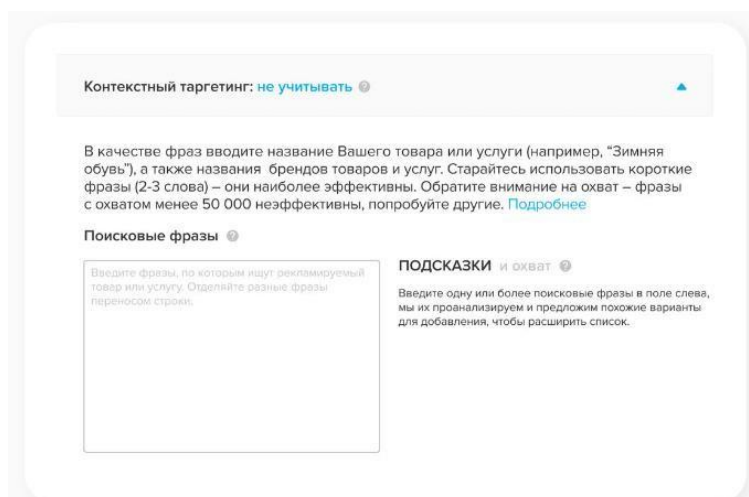 Контекстный таргетинг: не учитывать
В качестве фраз вводите название Вашего товара или услуги (например, “Зимняя
обувь”), а также названия брендов товаров и услуг. Старайтесь использовать короткие
фразы (2-3 слова) – они наиболее эффективны. Обратите внимание на охват – фразы
с охватом менее 50 000 неэффективны, попробуйте другие. Подробнее
Поисковые фразы
Введите фразы, по которым ищут рекламируемый
товар или услугу. Отделяйте разные фразы
переносом строки.
ПОДСКАЗКИ и охват
Введите одну или более поисковые фразы в поле слева,
мы их проанализируем и предложим похожие варианты
для добавления, чтобы расширить список.